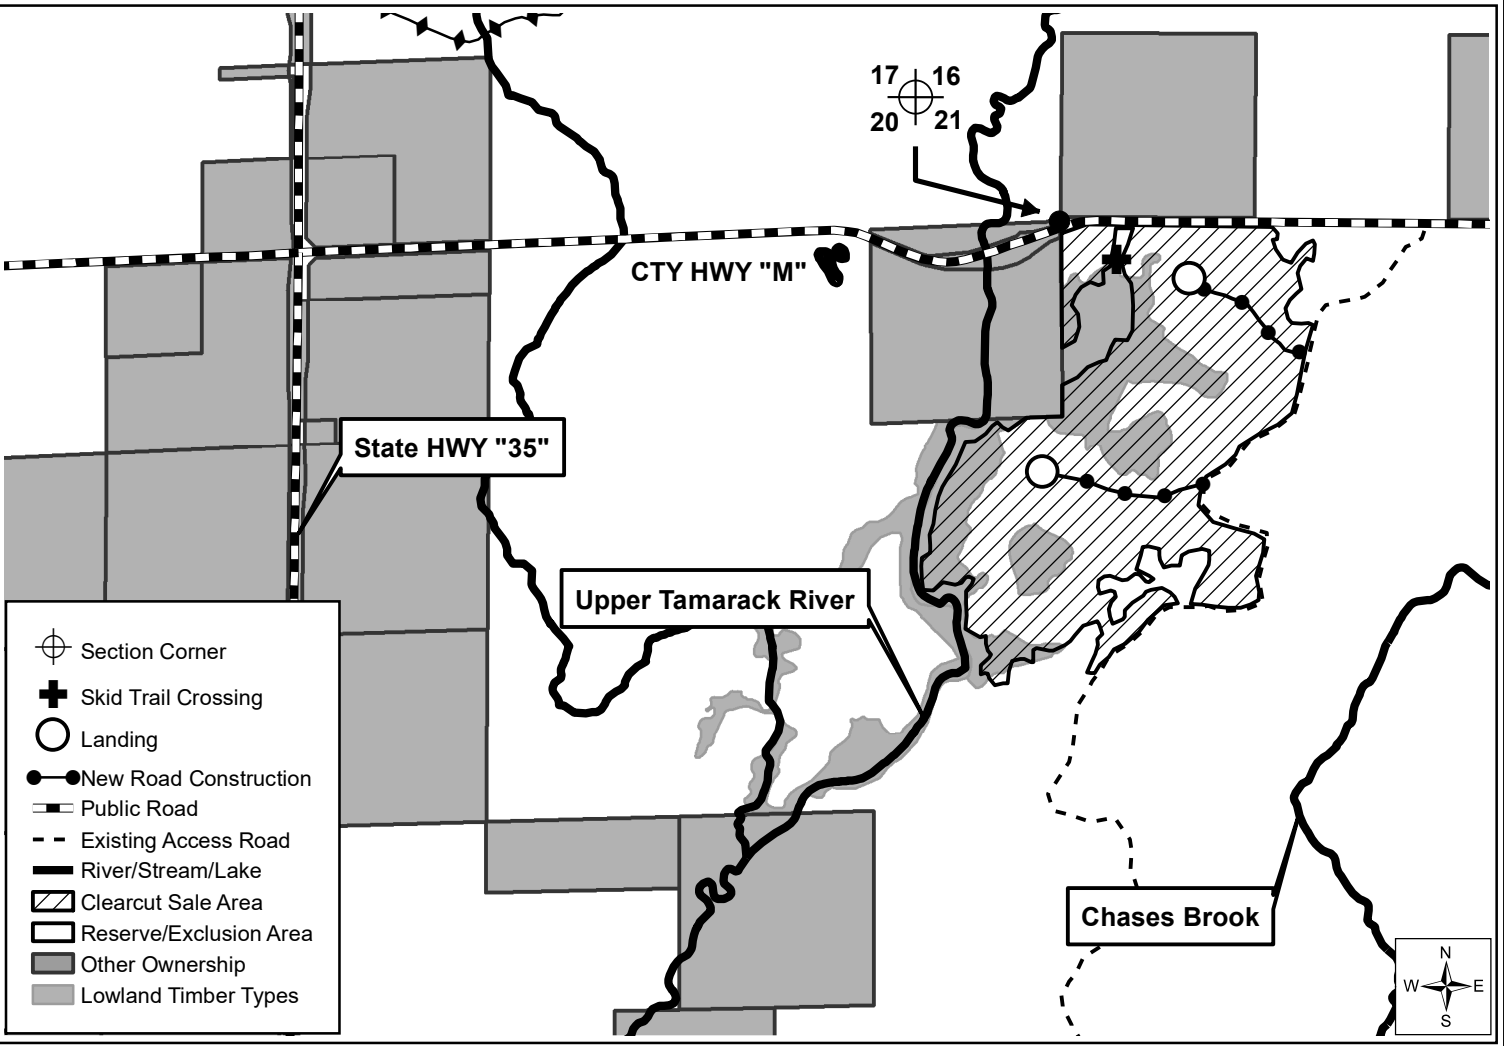 17 16
20 21
CTY HWY "M"
State HWY "35"
Upper Tamarack River
Section Corner
Skid Trail Crossing
Landing
New Road Construction
Public Road
Existing Access Road
River/Stream/Lake
Clearcut Sale Area
Reserve/Exclusion Area
Other Ownership
Lowland Timber Types
Chases Brook
N
W E
S